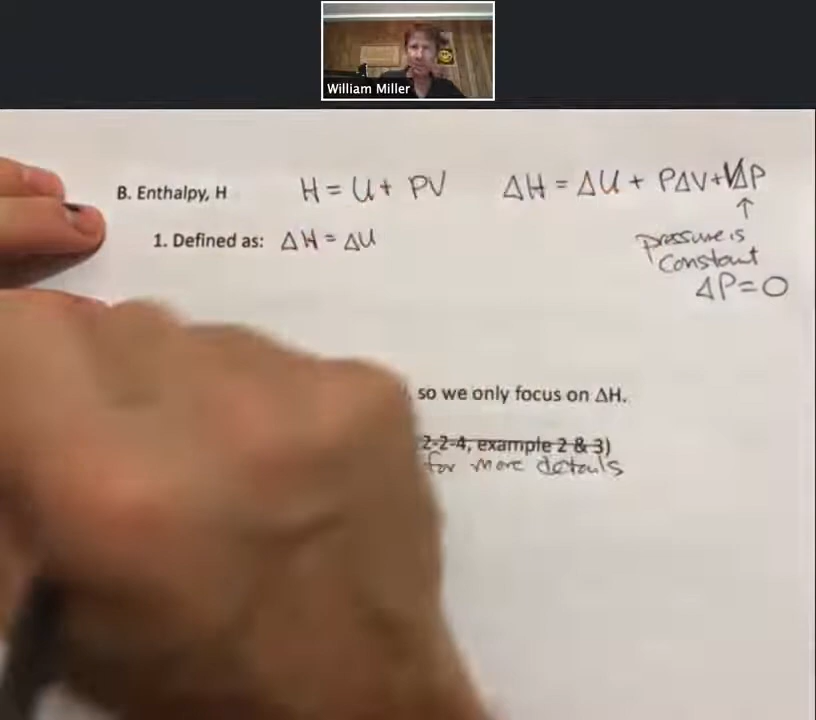 William Miller
B. Enthalpy, H H = U + PV ΔH = ΔU + PΔV + VΔP
↑
1. Defined as: ΔH = ΔU
pressure is
constant
ΔP = 0
, so we only focus on ΔH.
2-2-4, example 2 & 3)
for more details